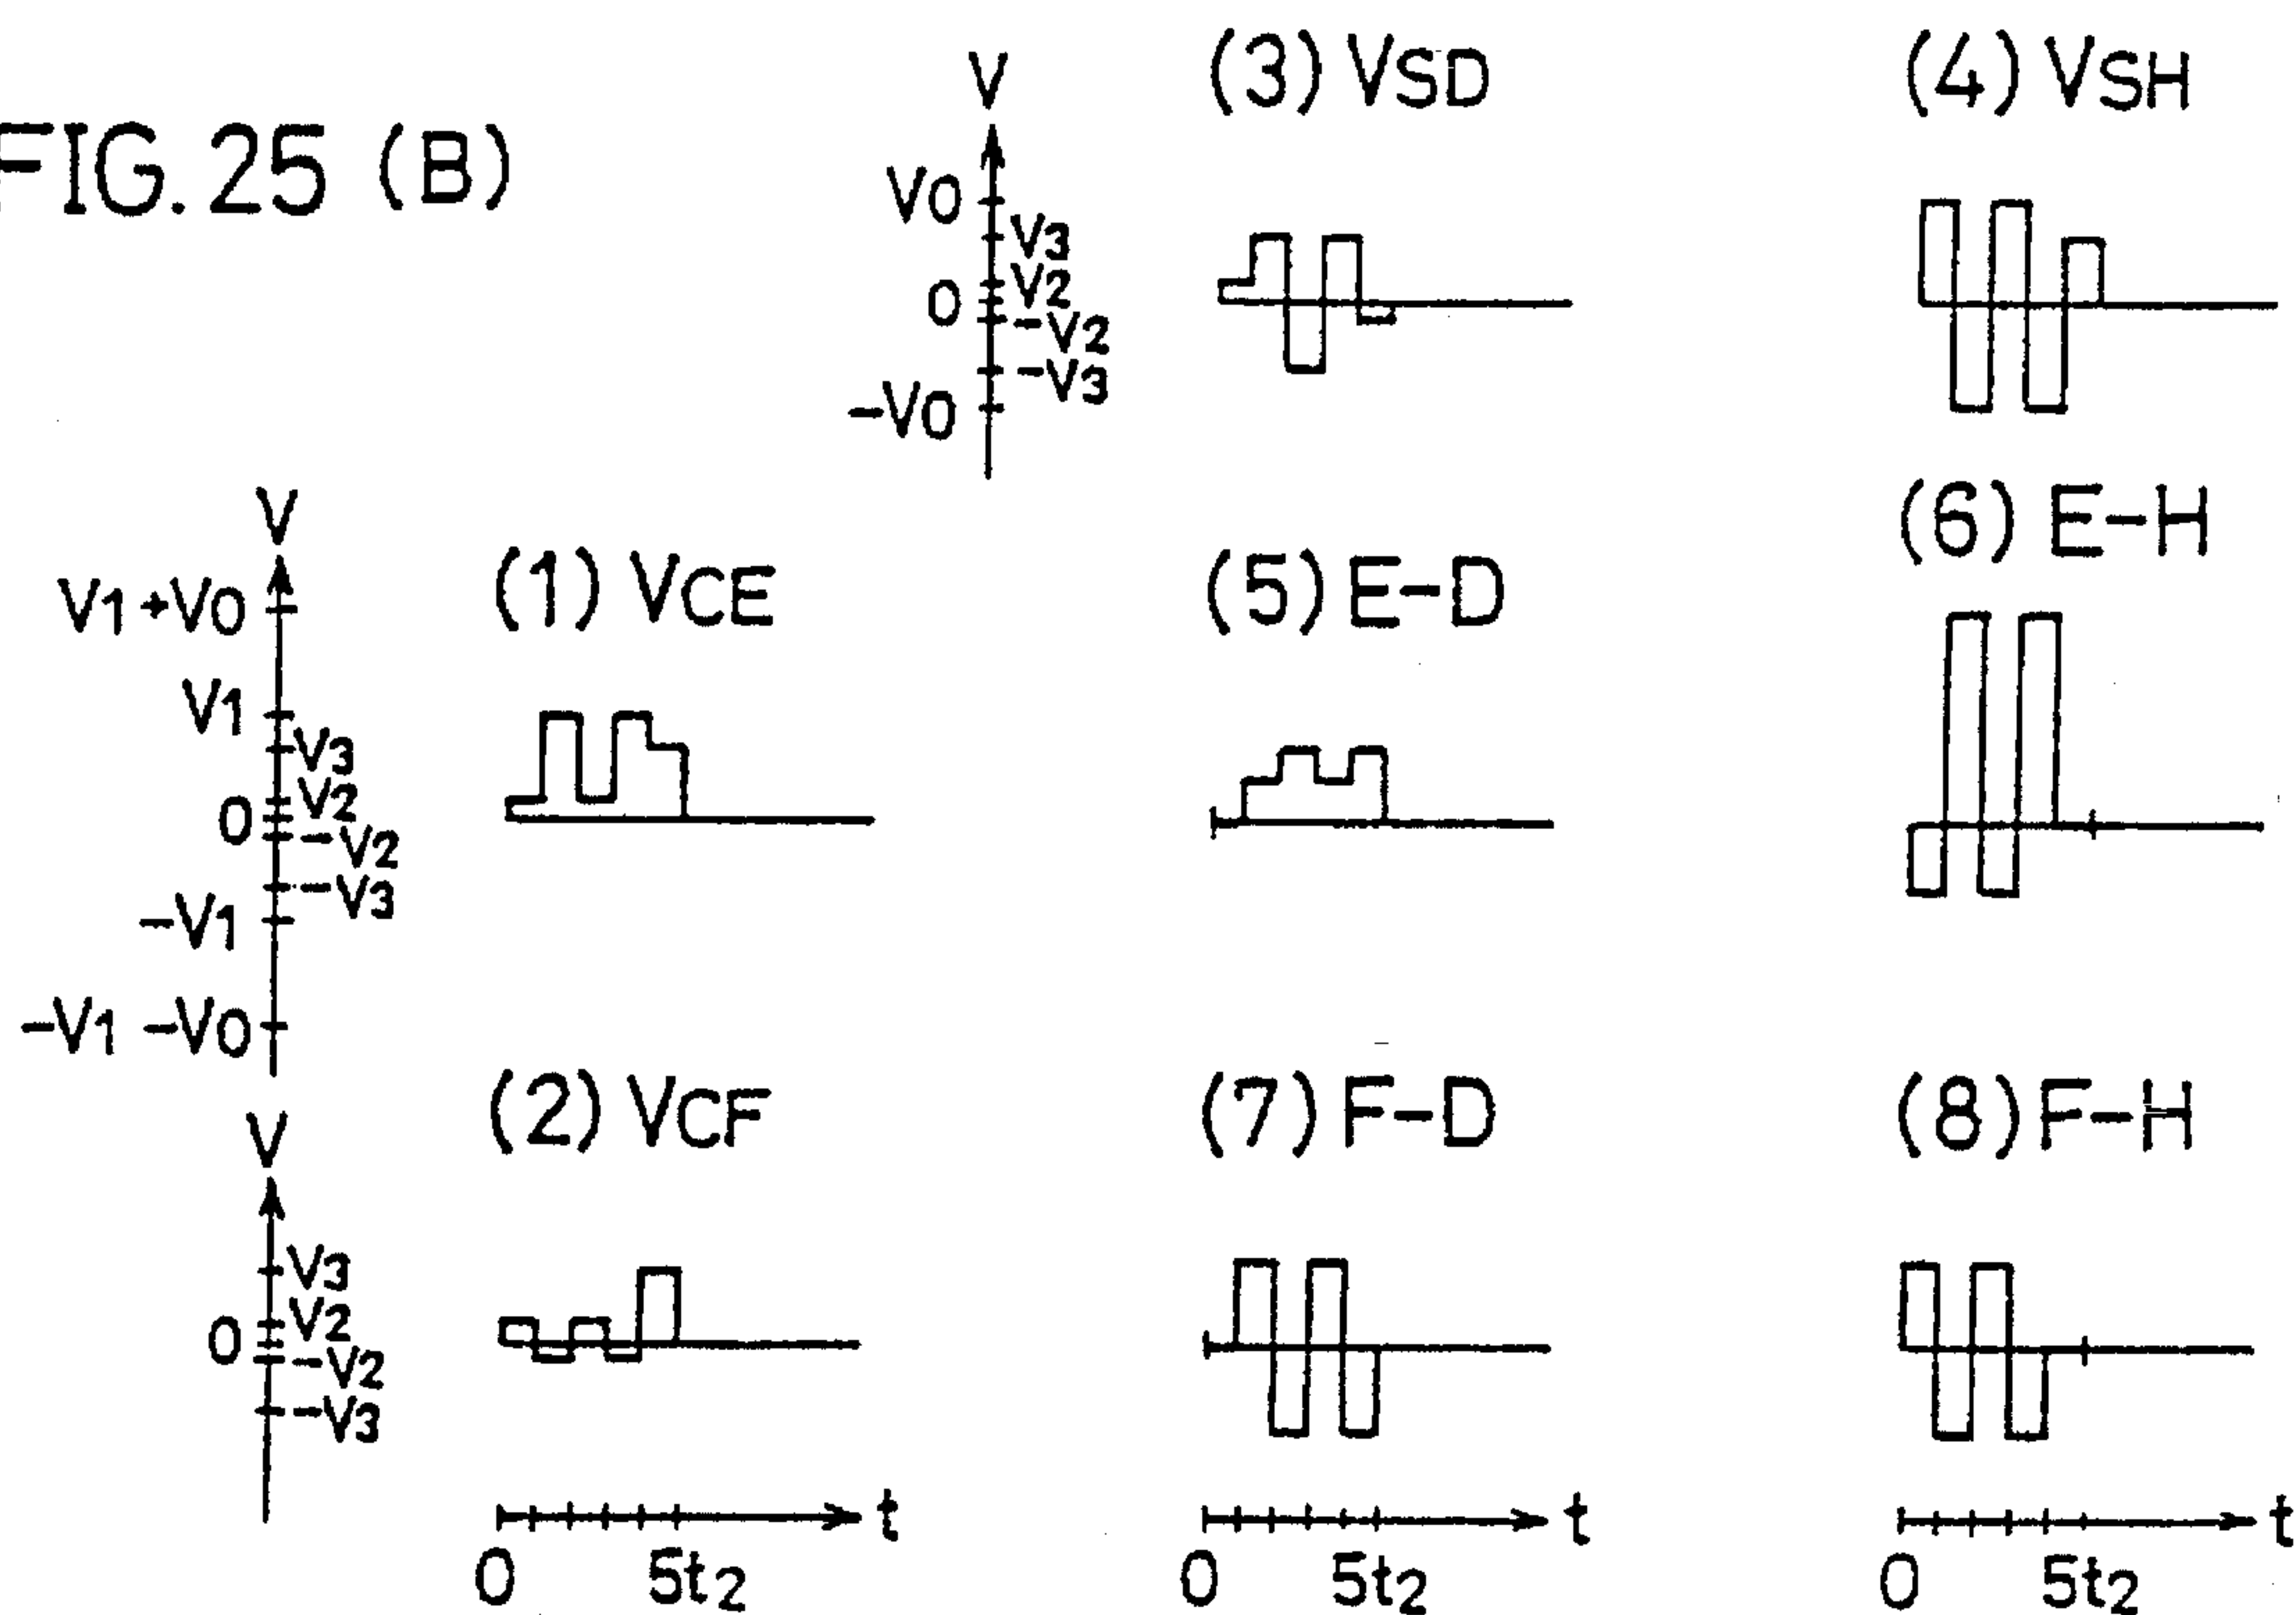 FIG. 25 (B)
V
V0
V3
V2
0
-V2
-V3
-V0
(3) VSD
(4) VSH
V
V1+V0
V1
V3
V2
0
-V2
-V3
-V1
-V1 -V0
(1) VCE
(5) E-D
(6) E-H
V
V3
V2
0
-V2
-V3
(2) VCF
(7) F-D
(8) F-H
t
0 5t2
t
0 5t2
t
0 5t2